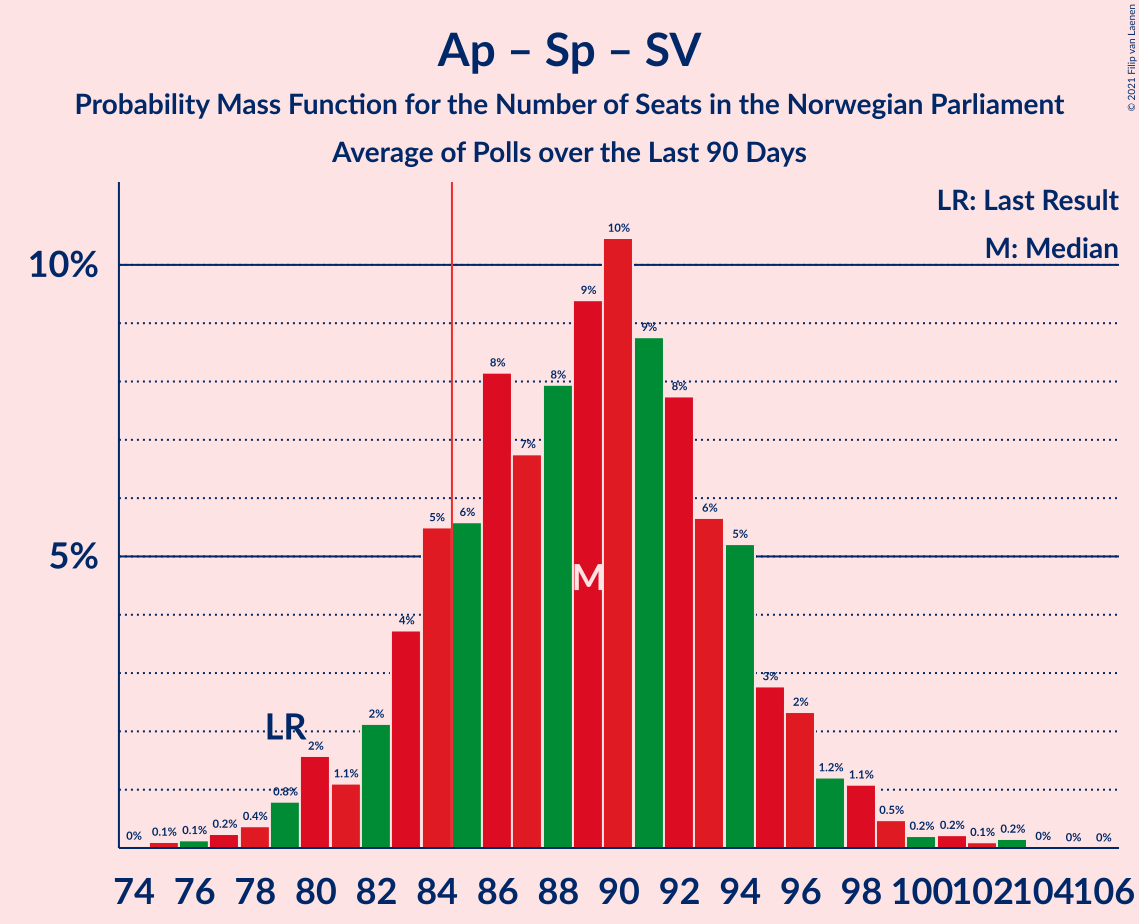 Ap – Sp – SV
Probability Mass Function for the Number of Seats in the Norwegian Parliament
Average of Polls over the Last 90 Days
© 2021 Filip van Laenen
LR: Last Result
M: Median
10%
5%
LR
M
0% 0.1% 0.1% 0.2% 0.4% 0.8% 2% 1.1% 2% 4% 5% 6% 8% 7% 8% 9% 10% 9% 8% 6% 5% 3% 2% 1.2% 1.1% 0.5% 0.2% 0.2% 0.1% 0.2% 0% 0% 0%
74 76 78 80 82 84 86 88 90 92 94 96 98 100 102 104 106